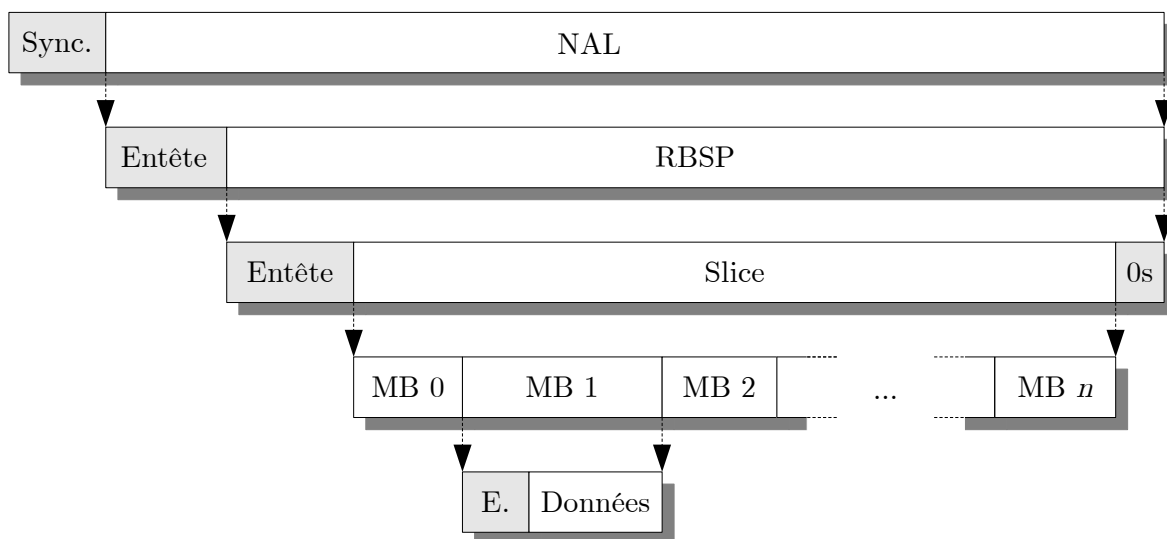 Sync. NAL
Entête RBSP
Entête Slice 0s
MB 0 MB 1 MB 2 ... MB n
E. Données